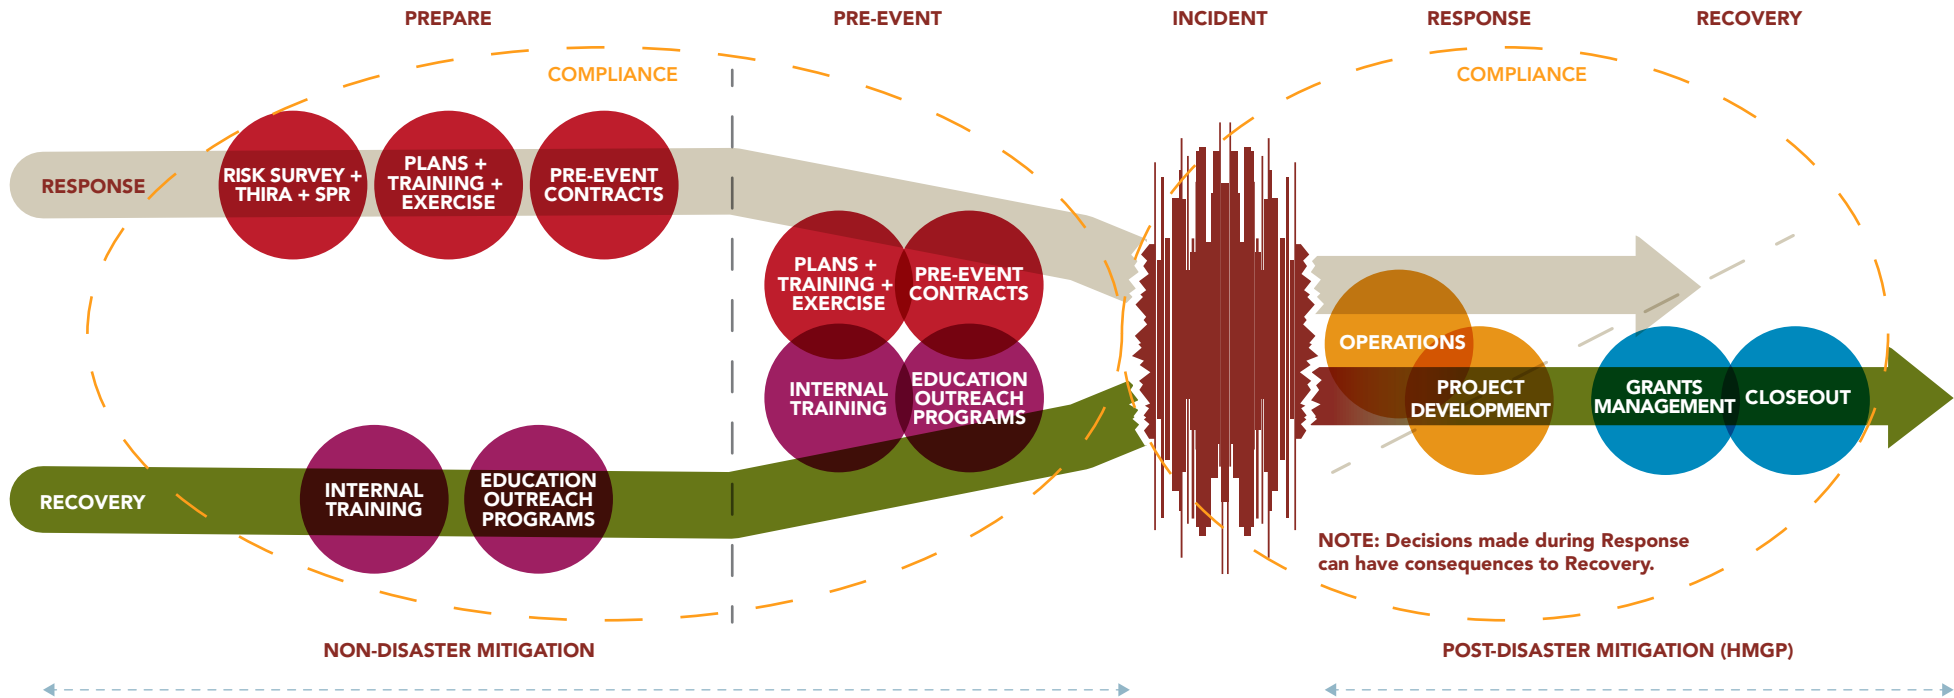 PREPARE
PRE-EVENT
INCIDENT
RESPONSE
RECOVERY
COMPLIANCE
COMPLIANCE
RESPONSE
RISK SURVEY +
THIRA + SPR
PLANS +
TRAINING +
EXERCISE
PRE-EVENT
CONTRACTS
PLANS +
TRAINING +
EXERCISE
PRE-EVENT
CONTRACTS
INTERNAL
TRAINING
EDUCATION
OUTREACH
PROGRAMS
OPERATIONS
PROJECT
DEVELOPMENT
GRANTS
MANAGEMENT
CLOSEOUT
RECOVERY
INTERNAL
TRAINING
EDUCATION
OUTREACH
PROGRAMS
NOTE: Decisions made during Response
can have consequences to Recovery.
NON-DISASTER MITIGATION
POST-DISASTER MITIGATION (HMGP)